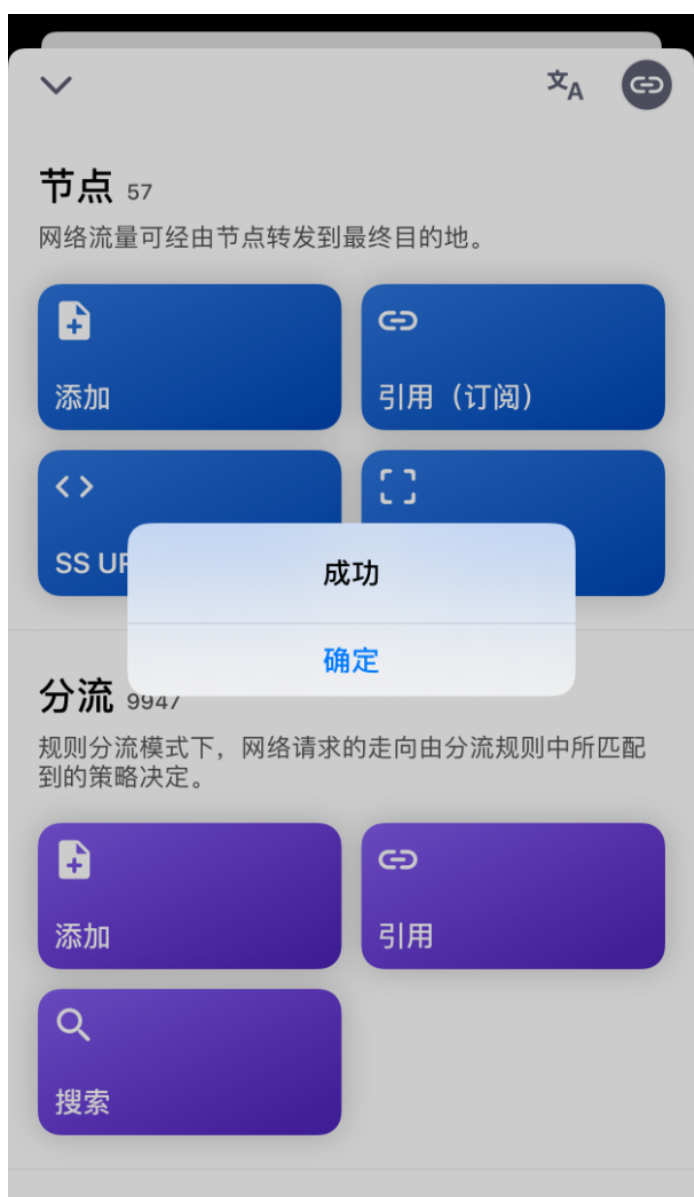 文A
节点 57
网络流量可经由节点转发到最终目的地。
添加
引用（订阅）
SS
成功
确定
分流 9947
规则分流模式下，网络请求的走向由分流规则中所匹配
到的策略决定。
添加
引用
搜索